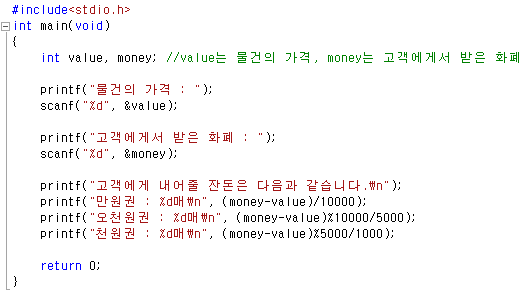 #include<stdio.h>
int main(void)
{
int value, money; //value는 물건의 가격, money는 고객에게서 받은 화폐
printf("물건의 가격 : ");
scanf("%d", &value);
printf("고객에게서 받은 화폐 : ");
scanf("%d", &money);
printf("고객에게 내어줄 잔돈은 다음과 같습니다.₩n");
printf("만원권 : %d매₩n", (money-value)/10000);
printf("오천원권 : %d매₩n", (money-value)%10000/5000);
printf("천원권 : %d매₩n", (money-value)%5000/1000);
return 0;
}